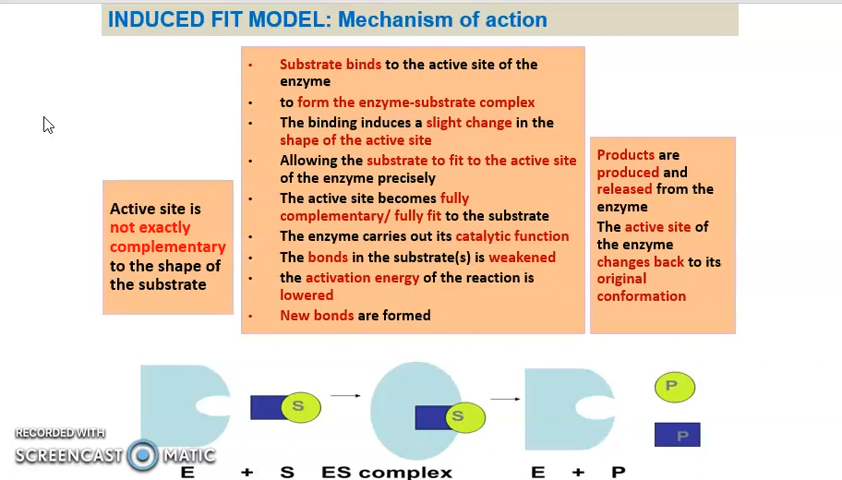 INDUCED FIT MODEL: Mechanism of action
Active site is
not exactly
complementary
to the shape of
the substrate
• Substrate binds to the active site of the
enzyme
• to form the enzyme-substrate complex
• The binding induces a slight change in the
shape of the active site
• Allowing the substrate to fit to the active site
of the enzyme precisely
• The active site becomes fully
complementary/ fully fit to the substrate
• The enzyme carries out its catalytic function
• The bonds in the substrate(s) is weakened
• the activation energy of the reaction is
lowered
• New bonds are formed
Products are
produced and
released from the
enzyme
The active site of
the enzyme
changes back to its
original
conformation
S
S
P
P
RECORDED WITH
SCREENCAST MATIC
E + S ES complex E + P